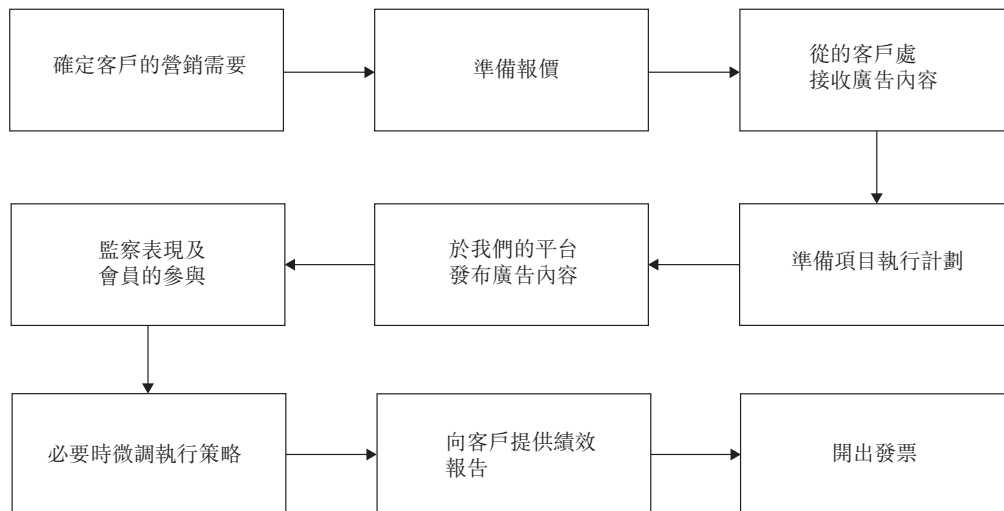 確定客戶的營銷需要
準備報價
從的客戶處
接收廣告內容
準備項目執行計劃
於我們的平台
發布廣告內容
監察表現及
會員的參與
必要時微調執行策略
向客戶提供績效
報告
開出發票